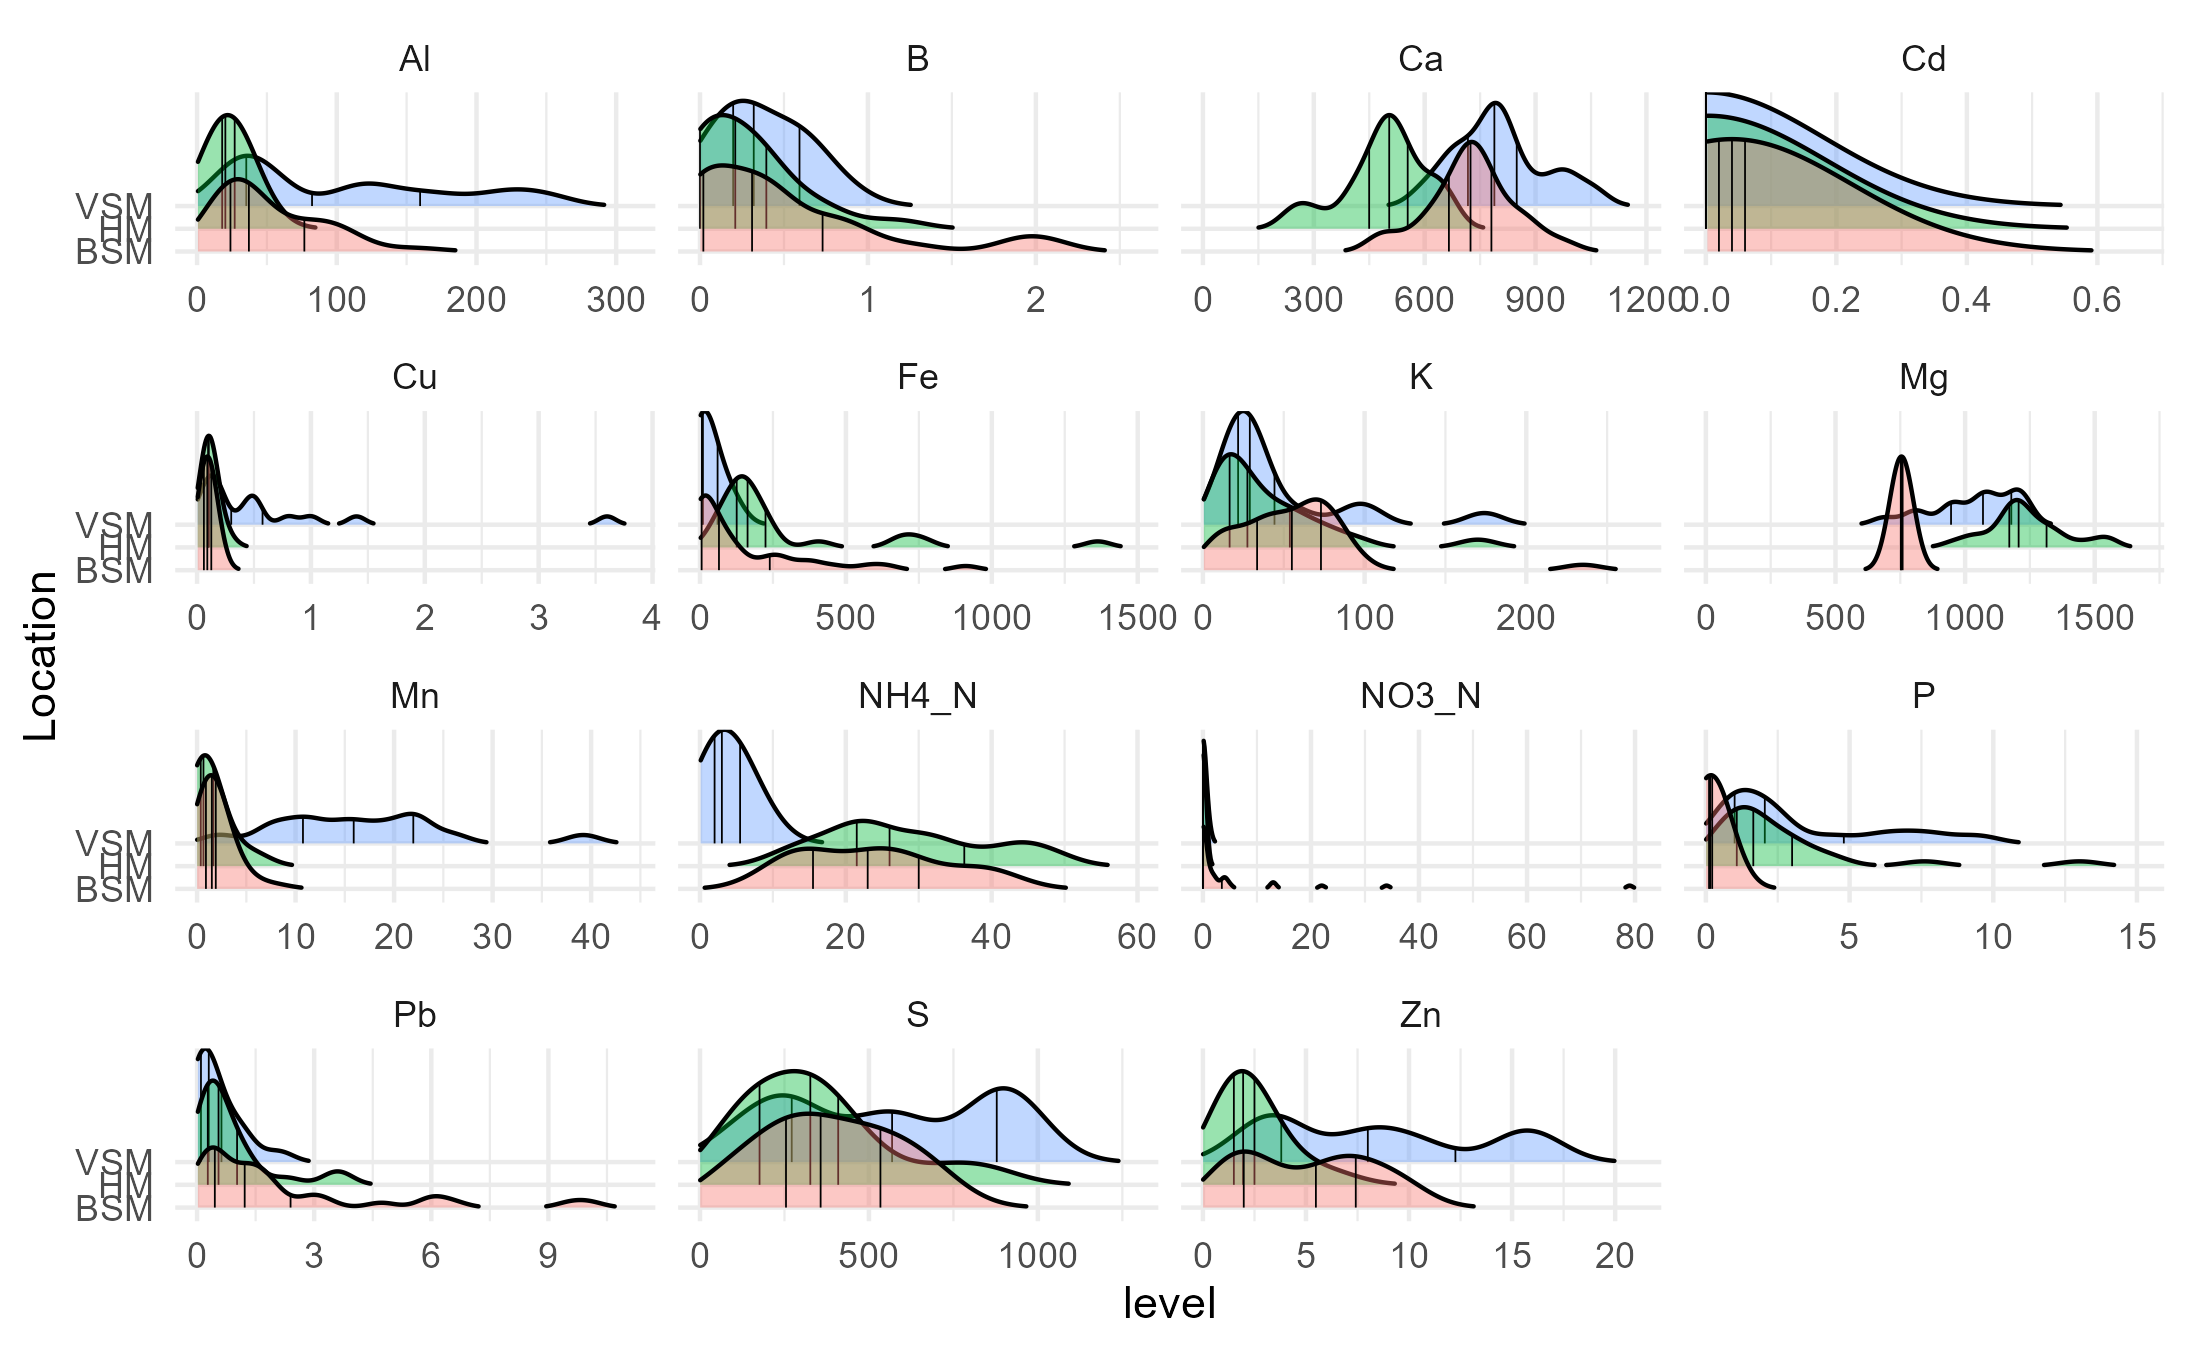 Al B Ca Cd
VSM
HM
BSM
0 100 200 300 0 1 2 0 300 600 900 1200 0.0 0.2 0.4 0.6
Cu Fe K Mg
VSM
HM
BSM
0 1 2 3 4 0 500 1000 1500 0 100 200 0 500 1000 1500
Location
Mn NH4_N NO3_N P
VSM
HM
BSM
0 10 20 30 40 0 20 40 60 0 20 40 60 80 0 5 10 15
Pb S Zn
VSM
HM
BSM
0 3 6 9 0 500 1000 0 5 10 15 20
level